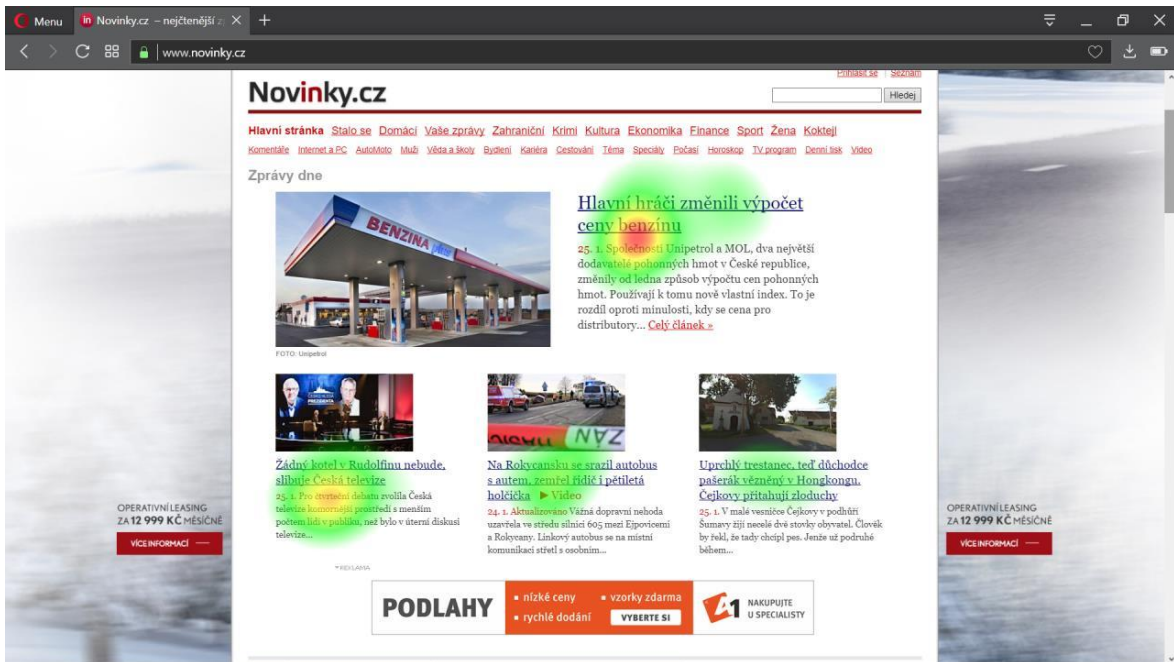 Menu
Novinky.cz – nejčtenější
www.novinky.cz
Přihlásit se Seznam
Novinky.cz
Hledej
Hlavní stránka Stalo se Domácí Vaše zprávy Zahraniční Krimi Kultura Ekonomika Finance Sport Žena Koktejl
Komentáře Internet a PC AutoMoto Muži Věda a školy Bydlení Kariéra Cestování Téma Speciály Počasí Horoskop TV program Denní tisk Video
Zprávy dne
BENZINA
Hlavní hráči změnili výpočet
ceny benzínu
25. 1. Společnosti Unipetrol a MOL, dva největší
dodavatelé pohonných hmot v České republice,
změnily od ledna způsob výpočtu cen pohonných
hmot. Používají k tomu nově vlastní index. To je
rozdíl oproti minulosti, kdy se cena pro
distributory... Celý článek »
FOTO: Unipetrol
PREZIDENTA
ZÁN
Žádný kotel v Rudolfinu nebude,
slibuje Česká televize
25. 1. Pro čtvrteční debatu zvolila Česká
televize komornější prostředí s menším
počtem lidí v publiku, než bylo v úterní diskusi
televize...
Na Rokycansku se srazil autobus
s autem, zemřel řidič i pětiletá
holčička ▶ Video
24. 1. Aktualizováno Vážná dopravní nehoda
uzavřela ve středu silnici 605 mezi Ejpovicemi
a Rokycany. Linkový autobus se na místní
komunikaci střetl s osobním...
Uprchlý trestanec, teď důchodce
pašerák vězněný v Hongkongu.
Čejkovy přitahují zloduchy
25. 1. V malé vesničce Čejkovy v podhůří
Šumavy žijí necelé dvě stovky obyvatel. Člověk
by řekl, že tady chcípl pes. Jenže už podruhé
během...
OPERATIVNÍ LEASING
ZA 12 999 KČ MĚSÍČNĚ
VÍCE INFORMACÍ
OPERATIVNÍ LEASING
ZA 12 999 KČ MĚSÍČNĚ
VÍCE INFORMACÍ
REKLAMA
PODLAHY
▪ nízké ceny ▪ vzorky zdarma
▪ rychlé dodání VYBERTE SI
A1 NAKUPUJTE
U SPECIALISTY